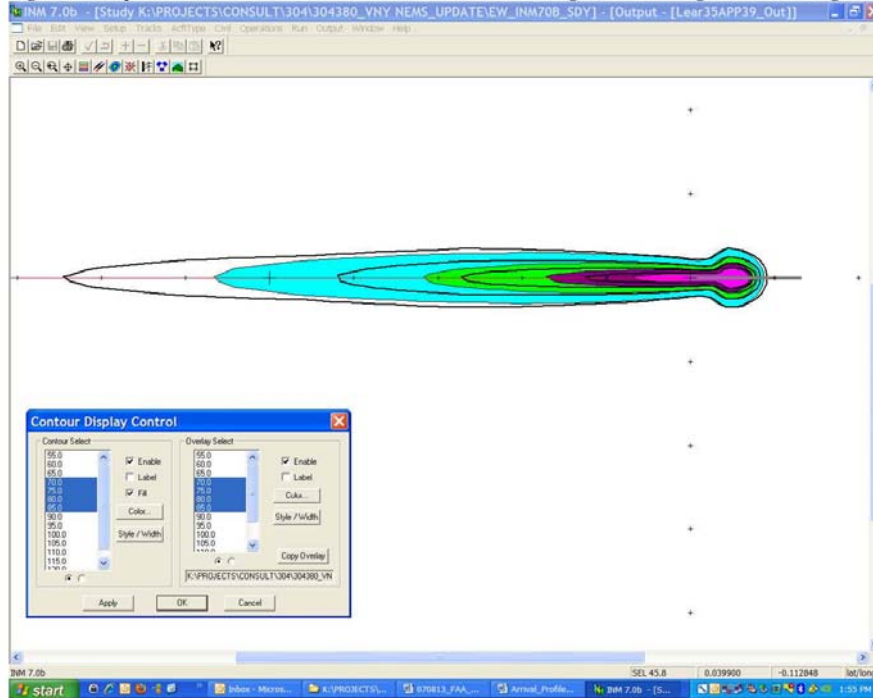 INM 7.0b - [Study K:\PROJECTS\CONSULT\304\304380_VNY NEMS_UPDATE\EW_INM70B_SDY] - [Output - [Lear35APP39_Out]]
File Edit View Setup Tracks AcftType Civil Operations Run Output Window Help
Contour Display Control
Contour Select
55.0
60.0
65.0
70.0
75.0
80.0
85.0
90.0
95.0
100.0
105.0
110.0
115.0
120.0
Enable
Label
Fill
Color...
Style / Width
Overlay Select
55.0
60.0
65.0
70.0
75.0
80.0
85.0
90.0
95.0
100.0
105.0
110.0
Enable
Label
Color...
Style / Width
Copy Overlay
K:\PROJECTS\CONSULT\304\304380_VN
Apply OK Cancel
INM 7.0b SEL 45.8 0.039900 -0.112848 lat/long
start Inbox - Micros... K:\PROJECTS\... 070813_FAA_... Arrival_Profile... INM 7.0b - [S... 1:55 PM